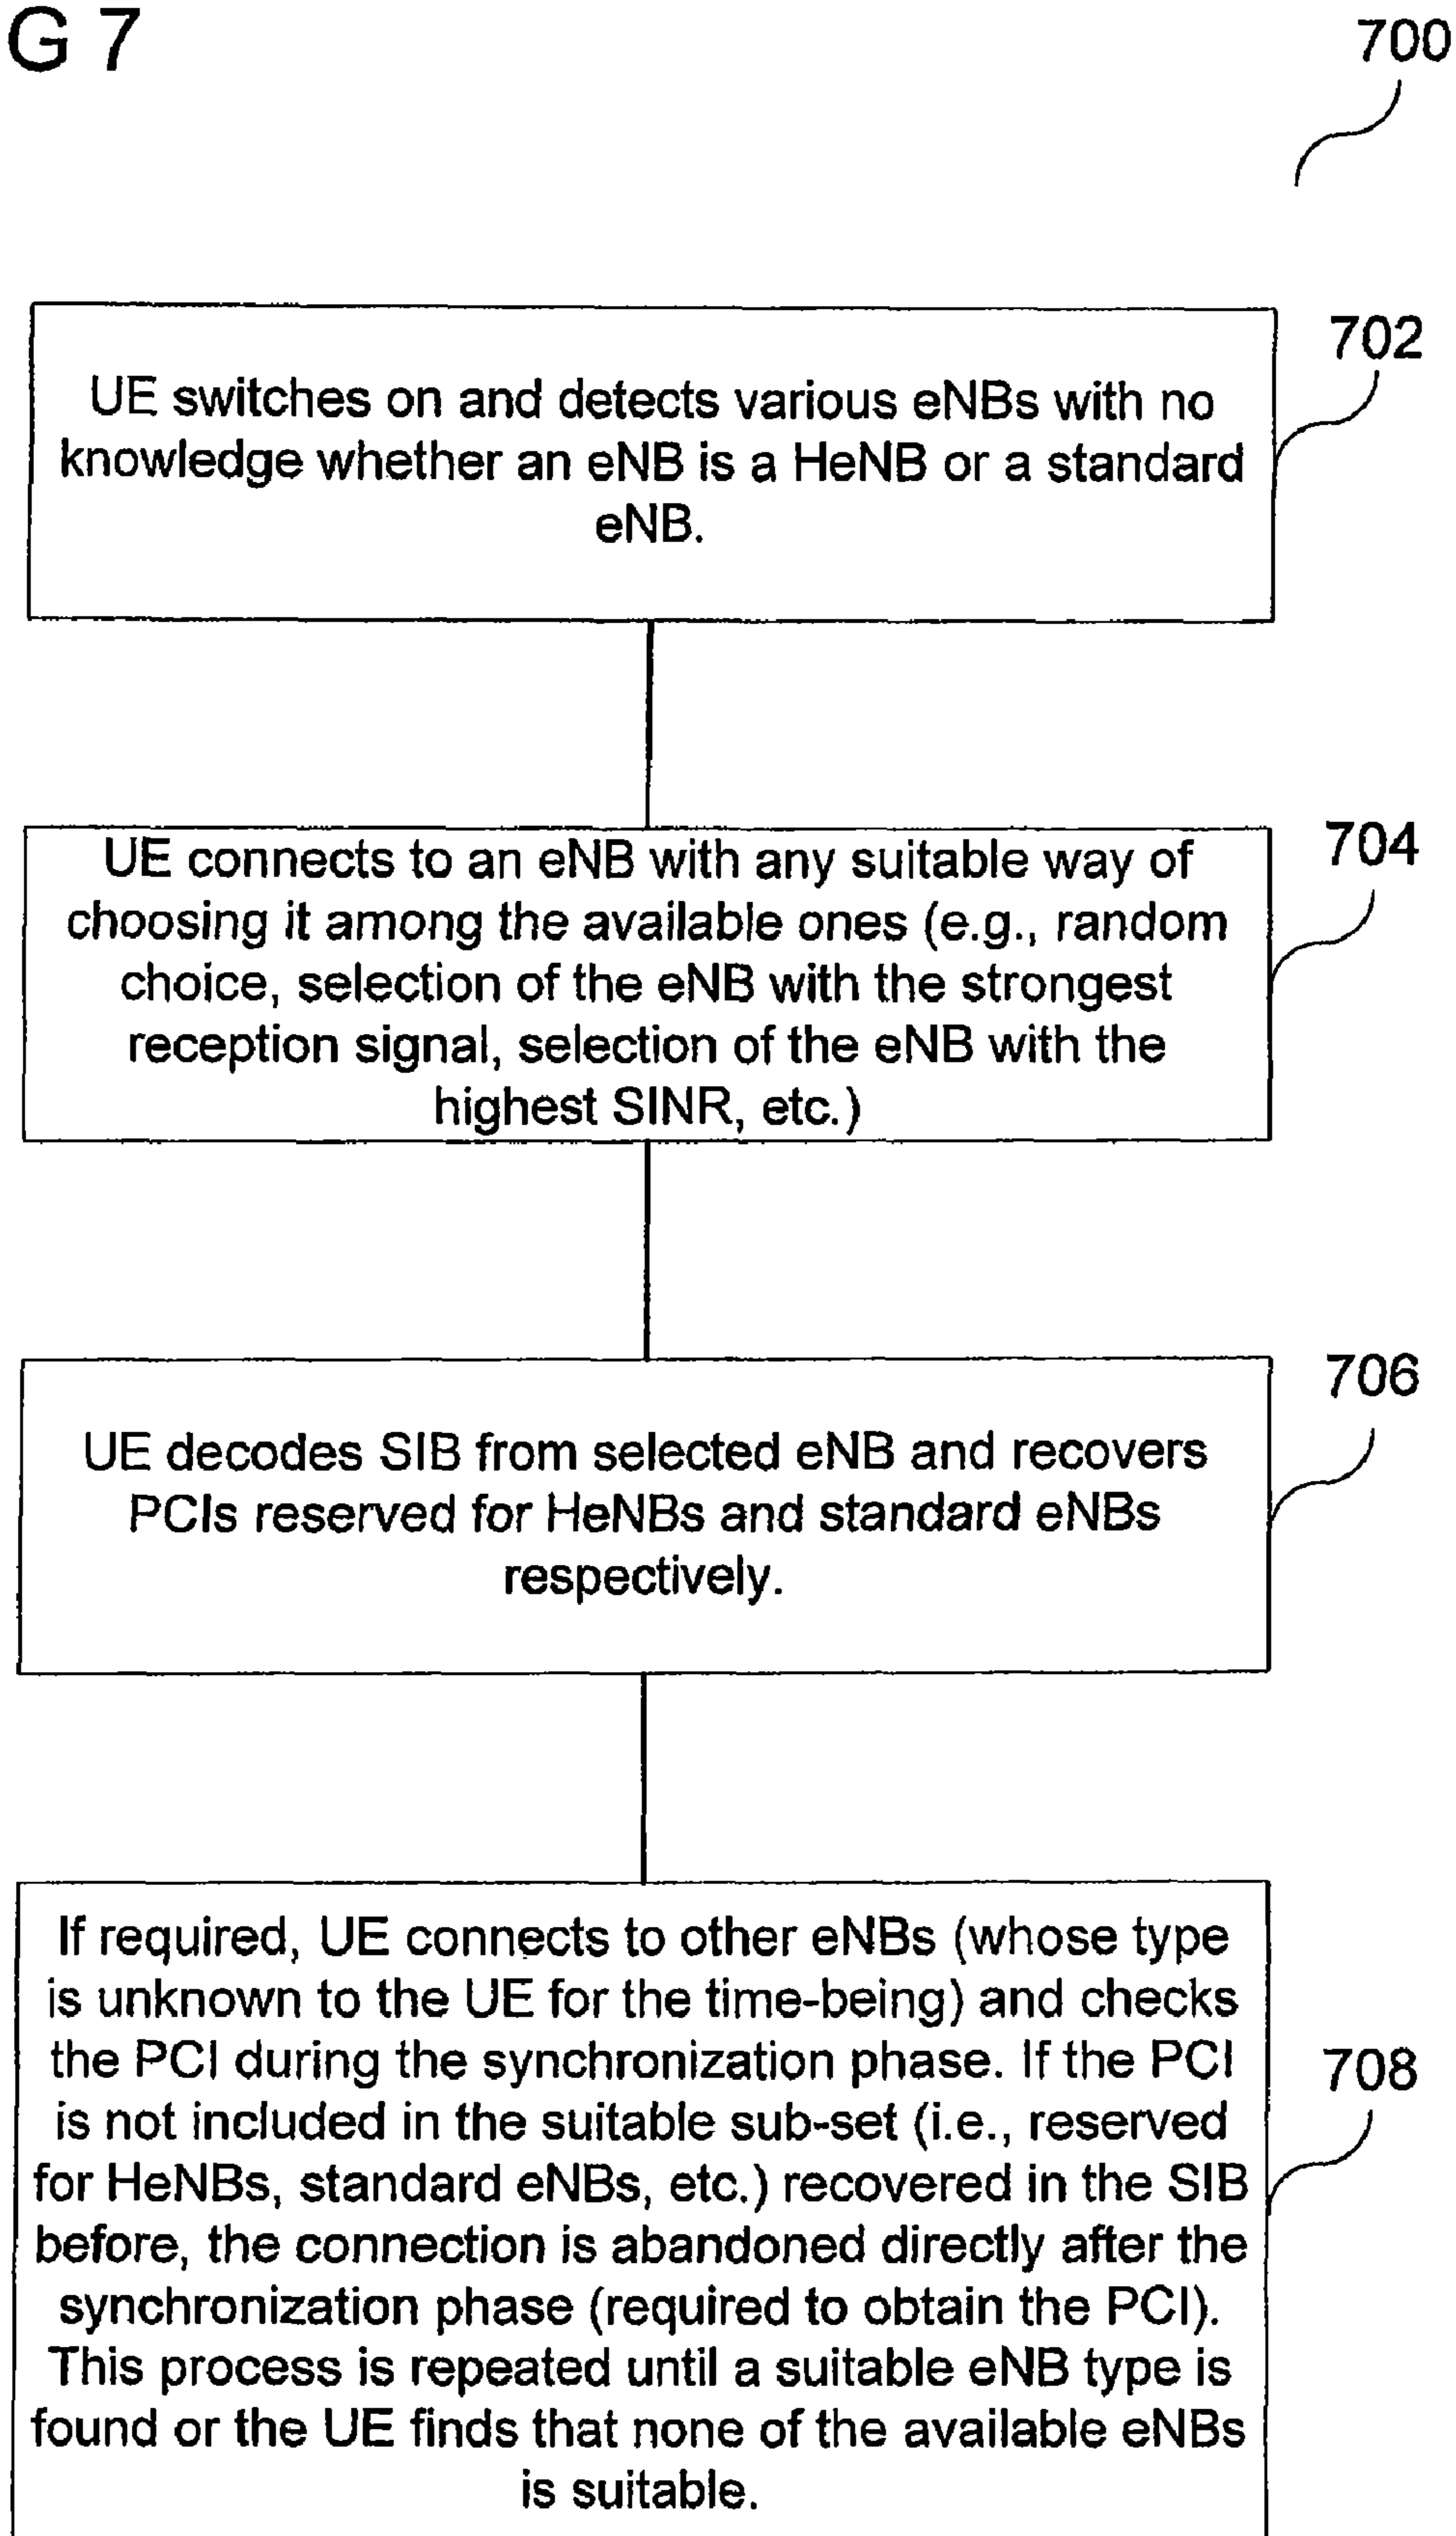 G 7
700
702
UE switches on and detects various eNBs with no
knowledge whether an eNB is a HeNB or a standard
eNB.
704
UE connects to an eNB with any suitable way of
choosing it among the available ones (e.g., random
choice, selection of the eNB with the strongest
reception signal, selection of the eNB with the
highest SINR, etc.)
706
UE decodes SIB from selected eNB and recovers
PCIs reserved for HeNBs and standard eNBs
respectively.
708
If required, UE connects to other eNBs (whose type
is unknown to the UE for the time-being) and checks
the PCI during the synchronization phase. If the PCI
is not included in the suitable sub-set (i.e., reserved
for HeNBs, standard eNBs, etc.) recovered in the SIB
before, the connection is abandoned directly after the
synchronization phase (required to obtain the PCI).
This process is repeated until a suitable eNB type is
found or the UE finds that none of the available eNBs
is suitable.